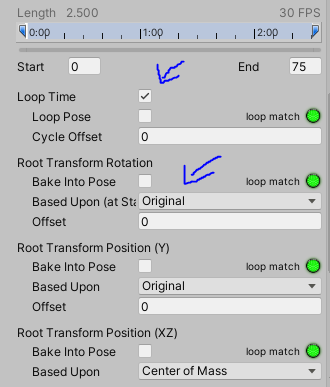 Length 2.500 30 FPS
0:00 1:00 2:00
Start 0 End 75
Loop Time
Loop Pose loop match
Cycle Offset 0
Root Transform Rotation
Bake Into Pose loop match
Based Upon (at Sta Original
Offset 0
Root Transform Position (Y)
Bake Into Pose loop match
Based Upon Original
Offset 0
Root Transform Position (XZ)
Bake Into Pose loop match
Based Upon Center of Mass